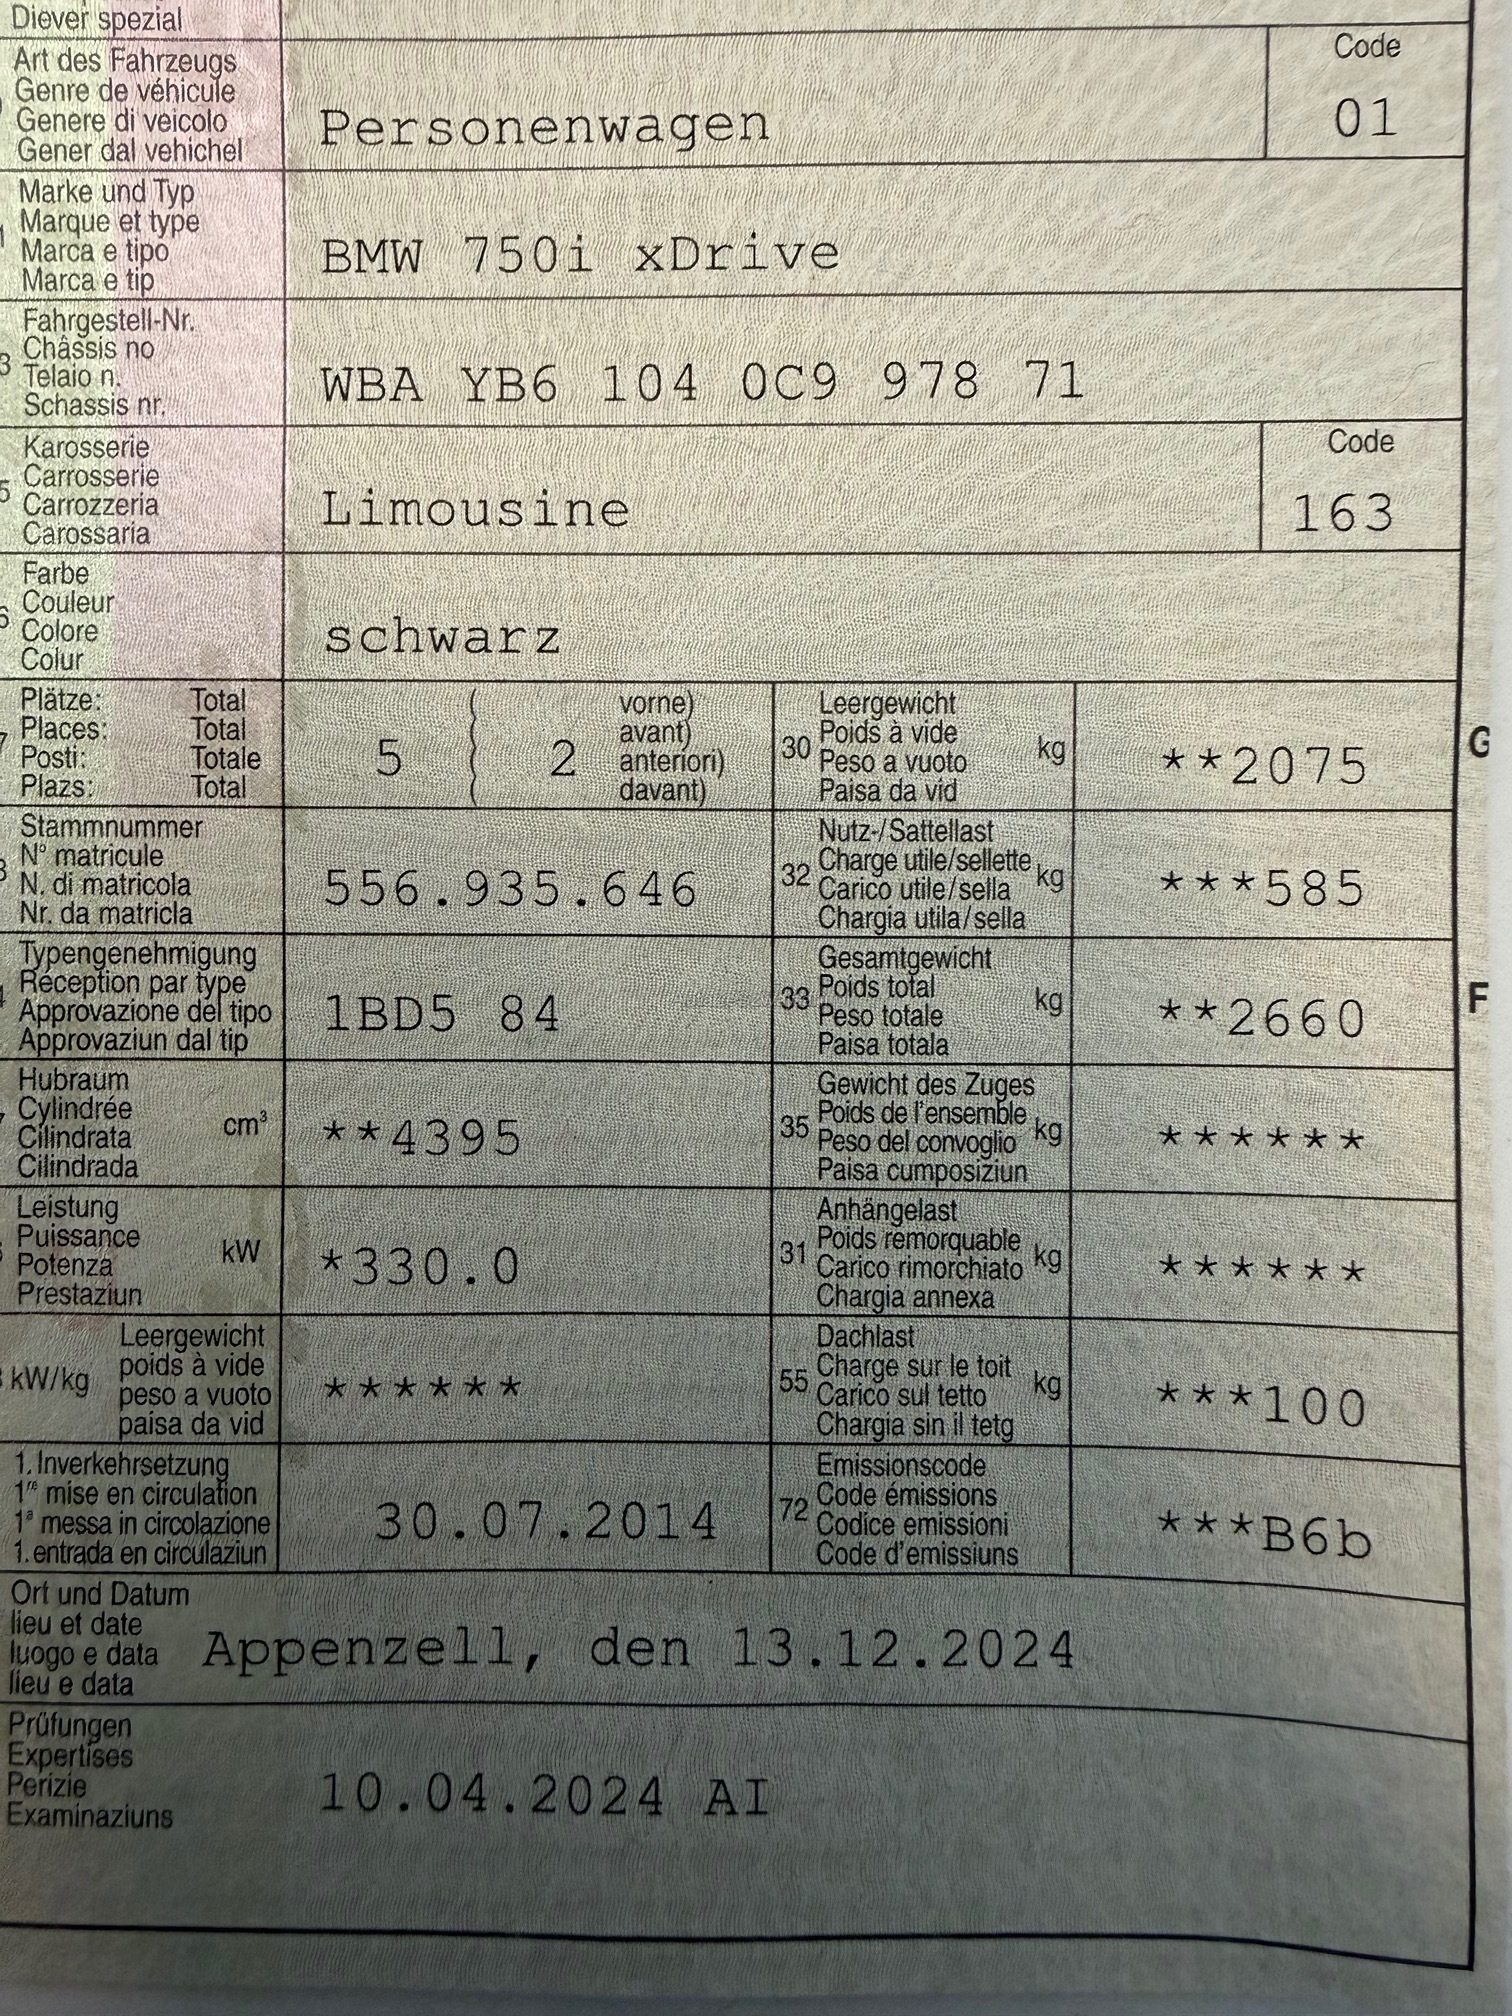 Diever spezial
Art des Fahrzeugs
Genre de véhicule
Genere di veicolo
Gener dal vehichel
Personenwagen
Code
01
Marke und Typ
Marque et type
Marca e tipo
Marca e tip
BMW 750i xDrive
Fahrgestell-Nr.
Châssis no
Telaio n.
Schassis nr.
WBA YB6 104 0C9 978 71
Karosserie
Carrosserie
Carrozzeria
Carossaria
Limousine
Code
163
Farbe
Couleur
Colore
Colur
schwarz
Plätze: Total
Places: Total
Posti: Totale
Plazs: Total
5 ( 2
vorne)
avant)
anteriori)
davant)
30
Leergewicht
Poids à vide
Peso a vuoto
Paisa da vid
kg
**2075
G
Stammnummer
N° matricule
N. di matricola
Nr. da matricla
556.935.646
32
Nutz-/Sattellast
Charge utile/sellette
Carico utile/sella
Chargia utila/sella
kg
***585
Typengenehmigung
Réception par type
Approvazione del tipo
Approvaziun dal tip
1BD5 84
33
Gesamtgewicht
Poids total
Peso totale
Paisa totala
kg
**2660
F
Hubraum
Cylindrée
Cilindrata
Cilindrada
cm³
**4395
35
Gewicht des Zuges
Poids de l'ensemble
Peso del convoglio
Paisa cumposiziun
kg
******
Leistung
Puissance
Potenza
Prestaziun
kW
*330.0
31
Anhängelast
Poids remorquable
Carico rimorchiato
Chargia annexa
kg
******
kW/kg
Leergewicht
poids à vide
peso a vuoto
paisa da vid
******
55
Dachlast
Charge sur le toit
Carico sul tetto
Chargia sin il tetg
kg
***100
1. Inverkehrsetzung
1re mise en circulation
1ª messa in circolazione
1. entrada en circulaziun
30.07.2014
72
Emissionscode
Code émissions
Codice emissioni
Code d'emissiuns
***B6b
Ort und Datum
lieu et date
luogo e data
lieu e data
Appenzell, den 13.12.2024
Prüfungen
Expertises
Perizie
Examinaziuns
10.04.2024 AI